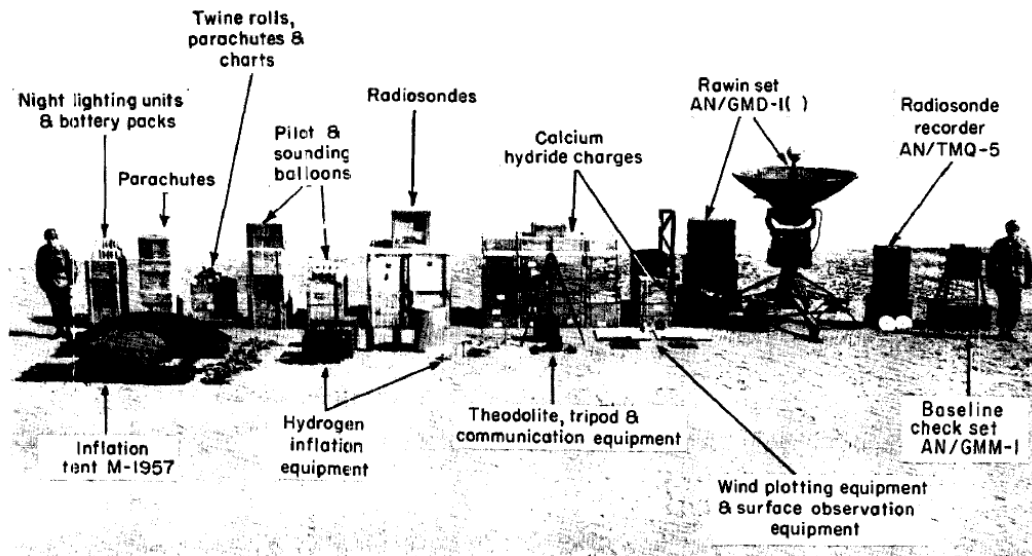 Twine rolls,
parachutes &
charts
Night lighting units
& battery packs
Parachutes
Pilot &
sounding
balloons
Radiosondes
Calcium
hydride charges
Rawin set
AN/GMD-1( )
Radiosonde
recorder
AN/TMQ-5
Inflation
tent M-1957
Hydrogen
inflation
equipment
Theodolite, tripod &
communication equipment
Wind plotting equipment
& surface observation
equipment
Baseline
check set
AN/GMM-1